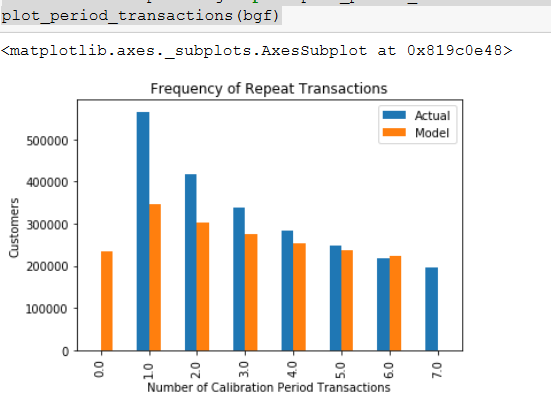 plot_period_transactions(bgf)
<matplotlib.axes._subplots.AxesSubplot at 0x819c0e48>
Frequency of Repeat Transactions
Actual
Model
Customers
500000
400000
300000
200000
100000
0
0.0 1.0 2.0 3.0 4.0 5.0 6.0 7.0
Number of Calibration Period Transactions